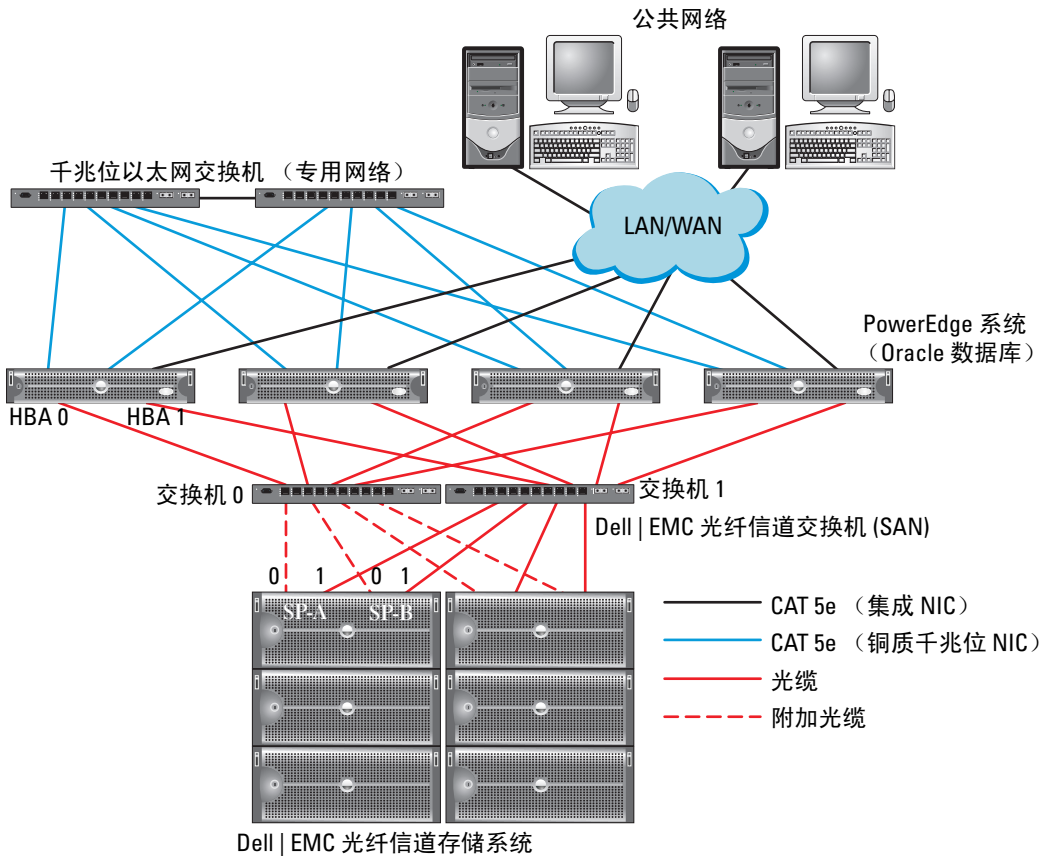 公共网络
千兆位以太网交换机 （专用网络）
LAN/WAN
PowerEdge 系统
（Oracle 数据库）
HBA 0
HBA 1
交换机 0
交换机 1
Dell | EMC 光纤信道交换机 (SAN)
0 1 0 1
SP-A SP-B
CAT 5e （集成 NIC）
CAT 5e （铜质千兆位 NIC）
光缆
附加光缆
Dell | EMC 光纤信道存储系统